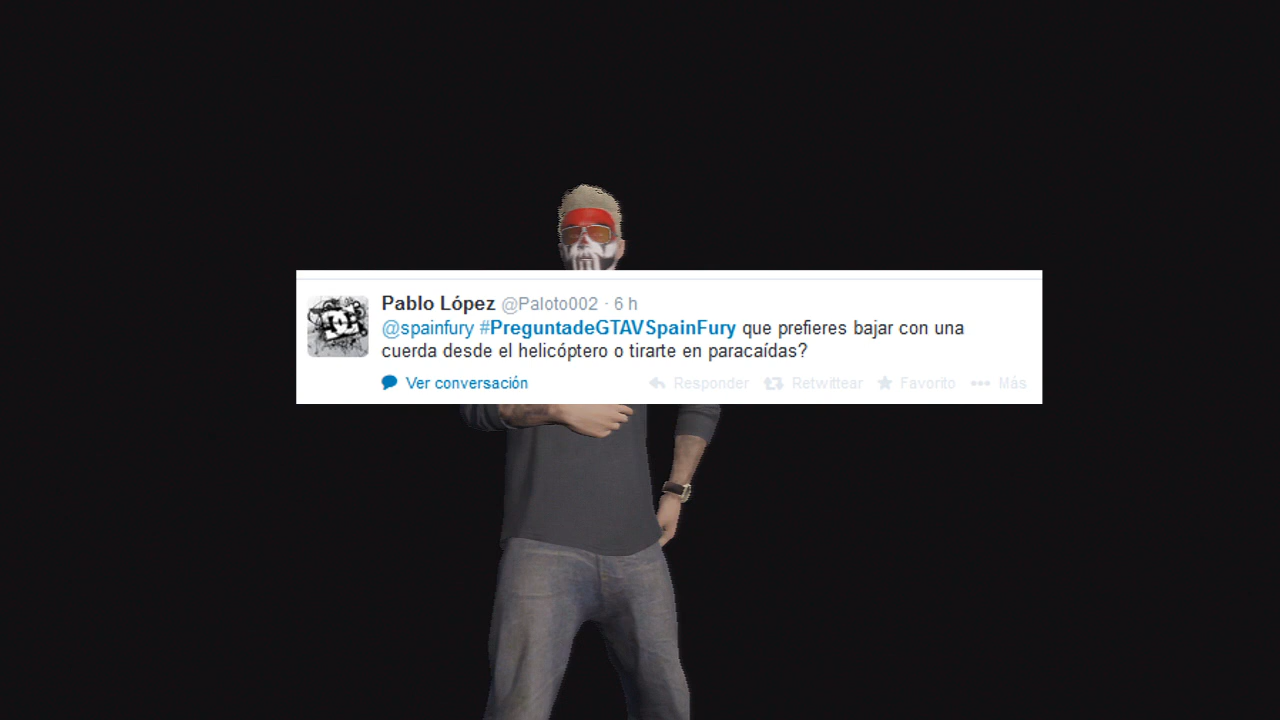 Pablo López @Paloto002 · 6 h
@spainfury #PreguntadeGTAVSpainFury que prefieres bajar con una
cuerda desde el helicóptero o tirarte en paracaídas?
Ver conversación Responder Retwittear Favorito Más